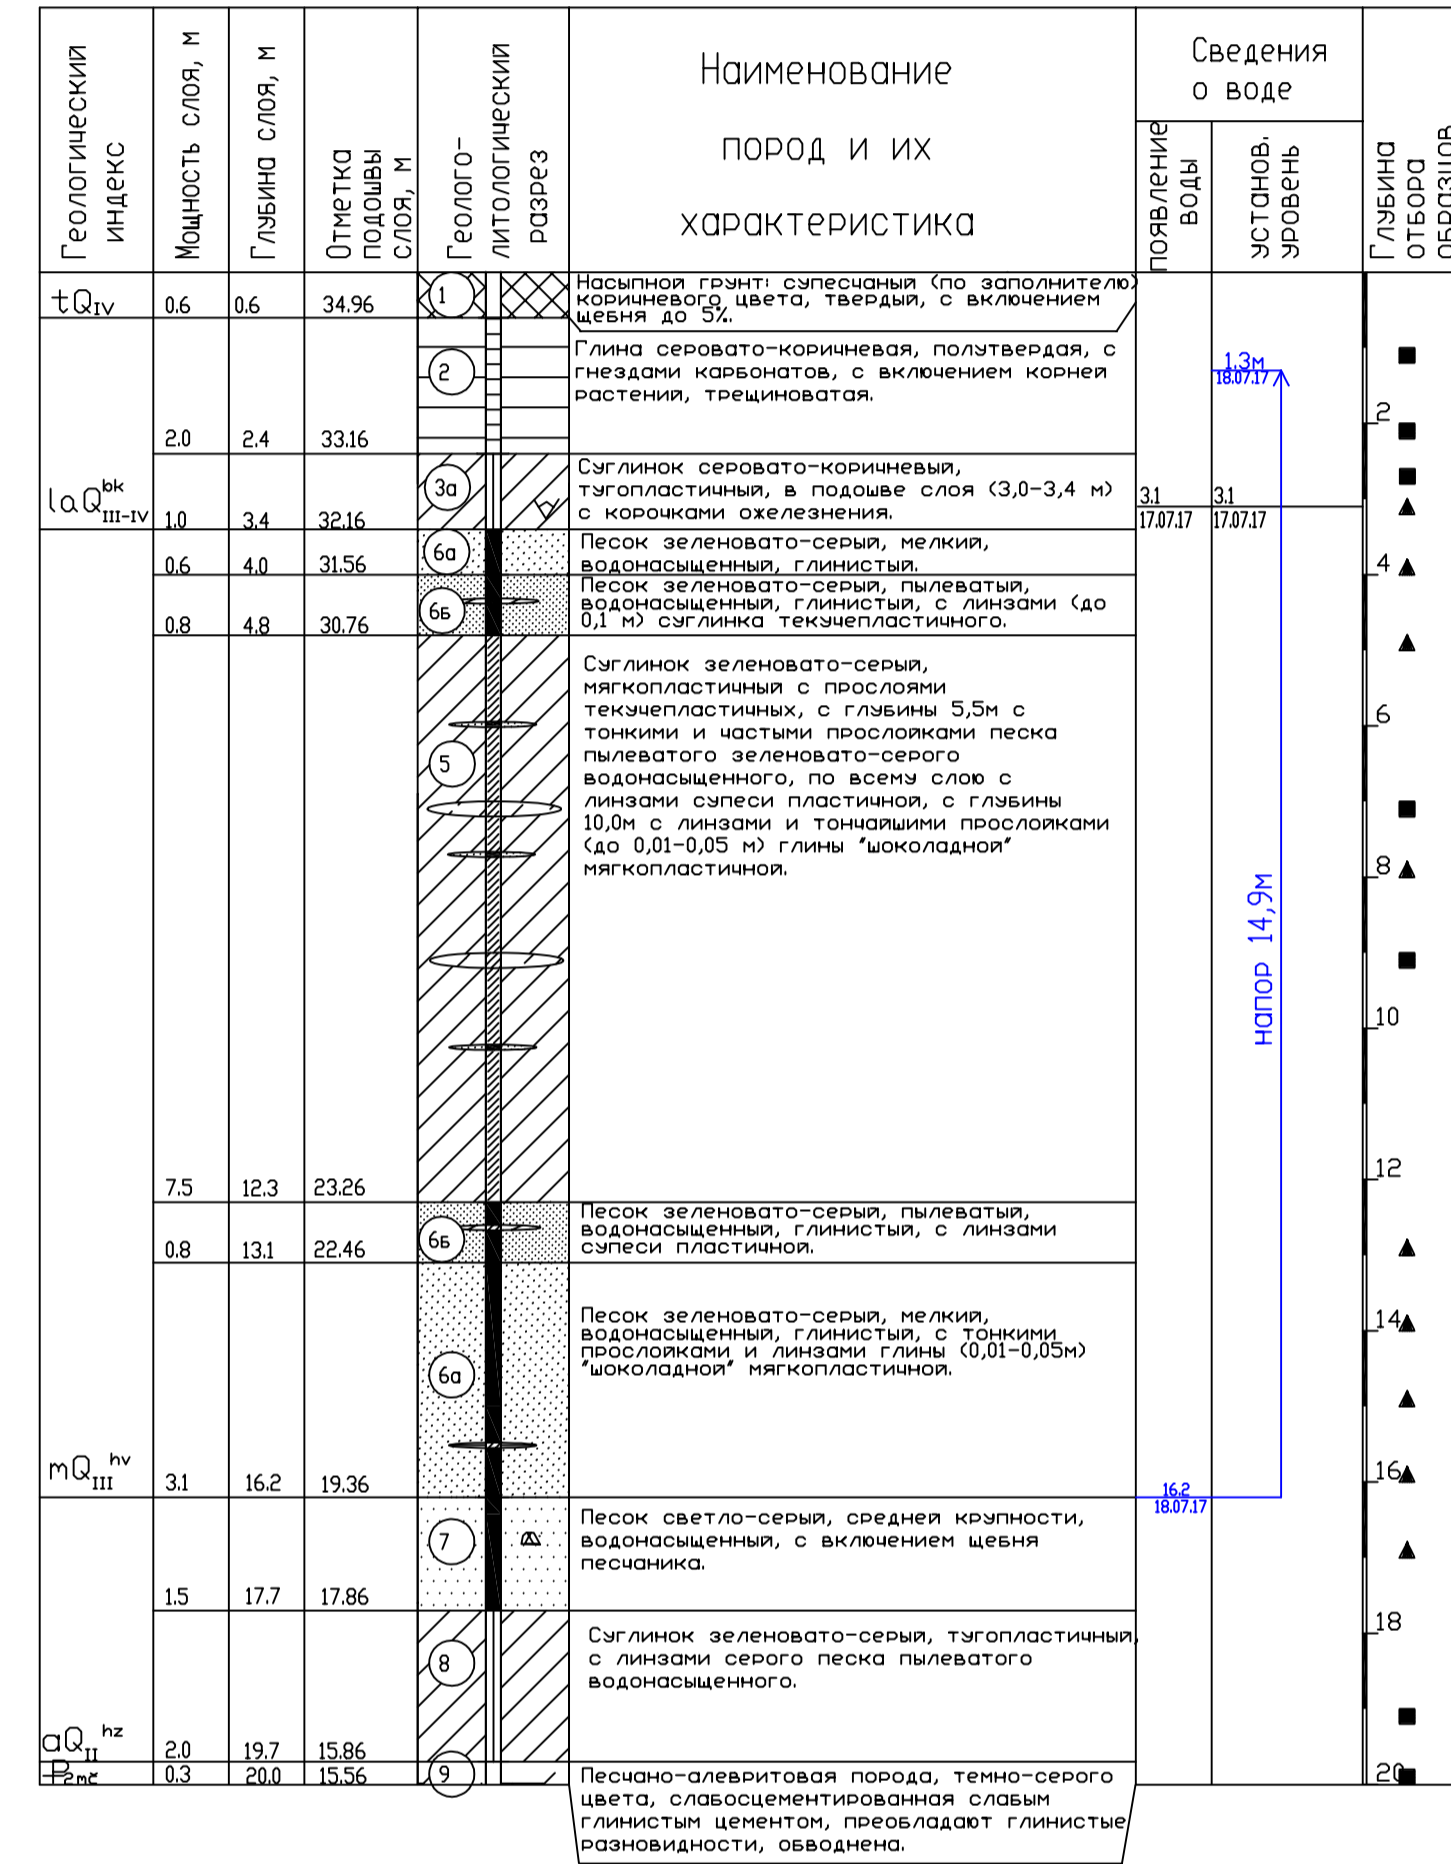 Геологический
индекс
Мощность слоя, м
Глубина слоя, м
Отметка
подошвы
слоя, м
Геолого-
литологический
разрез
Наименование
пород и их
характеристика
Сведения
о воде
появление
воды
установ.
уровень
Глубина
отбора
образцов
tQIV
0.6
0.6
34.96
1
Насыпной грунт: супесчаный (по заполнителю)
коричневого цвета, твердый, с включением
щебня до 5%.
2.0
2.4
33.16
2
Глина серовато-коричневая, полутвердая, с
гнездами карбонатов, с включением корней
растений, трещиноватая.
1.3м
18.07.17
2
laQ III-IV bk
1.0
3.4
32.16
3а
Суглинок серовато-коричневый,
тугопластичный, в подошве слоя (3,0-3,4 м)
с корочками ожелезнения.
3.1
17.07.17
3.1
17.07.17
0.6
4.0
31.56
6а
Песок зеленовато-серый, мелкий,
водонасыщенный, глинистый.
4
0.8
4.8
30.76
6б
Песок зеленовато-серый, пылеватый,
водонасыщенный, глинистый, с линзами (до
0,1 м) суглинка текучепластичного.
7.5
12.3
23.26
5
Суглинок зеленовато-серый,
мягкопластичный с прослоями
текучепластичных, с глубины 5,5м с
тонкими и частыми прослойками песка
пылеватого зеленовато-серого
водонасыщенного, по всему слою с
линзами супеси пластичной, с глубины
10,0м с линзами и тончайшими прослойками
(до 0,01-0,05 м) глины "шоколадной"
мягкопластичной.
6
8
напор 14,9м
10
12
0.8
13.1
22.46
6б
Песок зеленовато-серый, пылеватый,
водонасыщенный, глинистый, с линзами
супеси пластичной.
mQ III hv
3.1
16.2
19.36
6а
Песок зеленовато-серый, мелкий,
водонасыщенный, глинистый, с тонкими
прослойками и линзами глины (0,01-0,05м)
"шоколадной" мягкопластичной.
14
16
16.2
18.07.17
1.5
17.7
17.86
7
Песок светло-серый, средней крупности,
водонасыщенный, с включением щебня
песчаника.
aQ II hz
2.0
19.7
15.86
8
Суглинок зеленовато-серый, тугопластичный,
с линзами серого песка пылеватого
водонасыщенного.
18
0.3
20.0
15.56
9
Песчано-алевритовая порода, темно-серого
цвета, слабосцементированная слабым
глинистым цементом, преобладают глинистые
разновидности, обводнена.
20